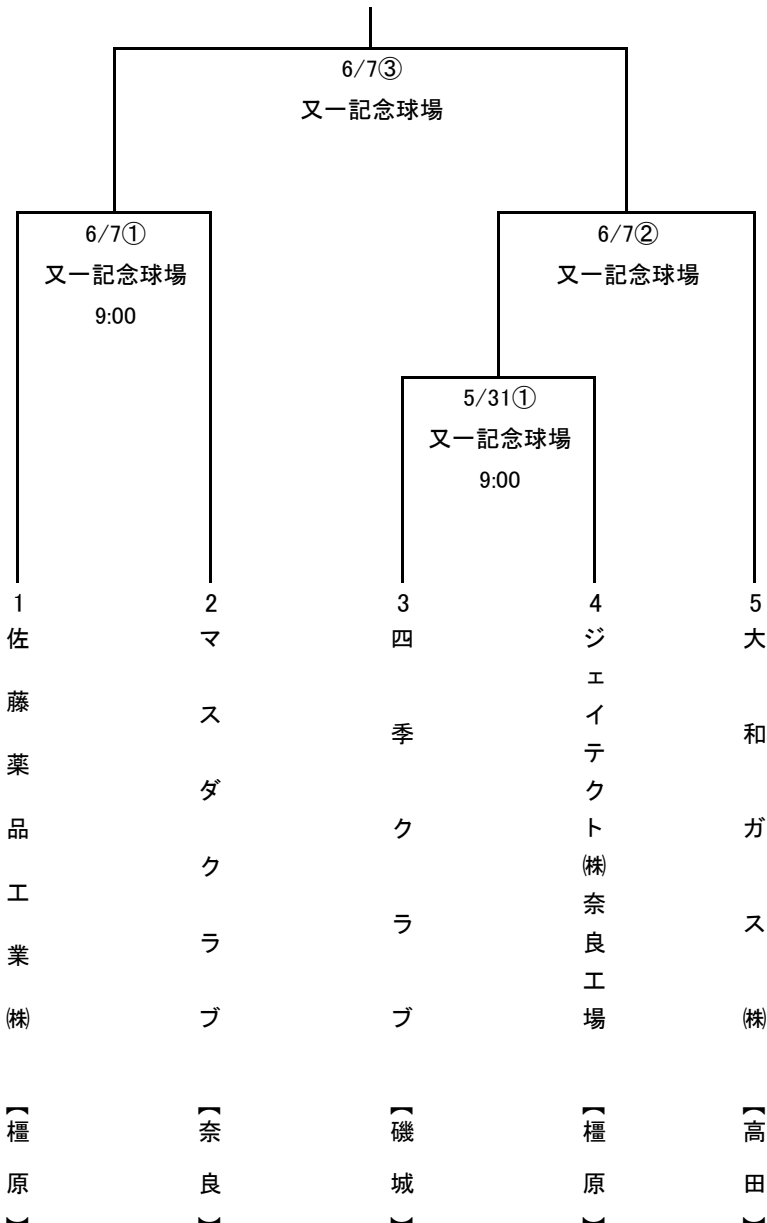 6/7③
又一記念球場
6/7①
又一記念球場
9:00
6/7②
又一記念球場
5/31①
又一記念球場
9:00
1
佐藤薬品工業㈱
【橿原】
2
マスダクラブ
【奈良】
3
四季クラブ
【磯城】
4
ジェイテクト㈱奈良工場
【橿原】
5
大和ガス㈱
【高田】